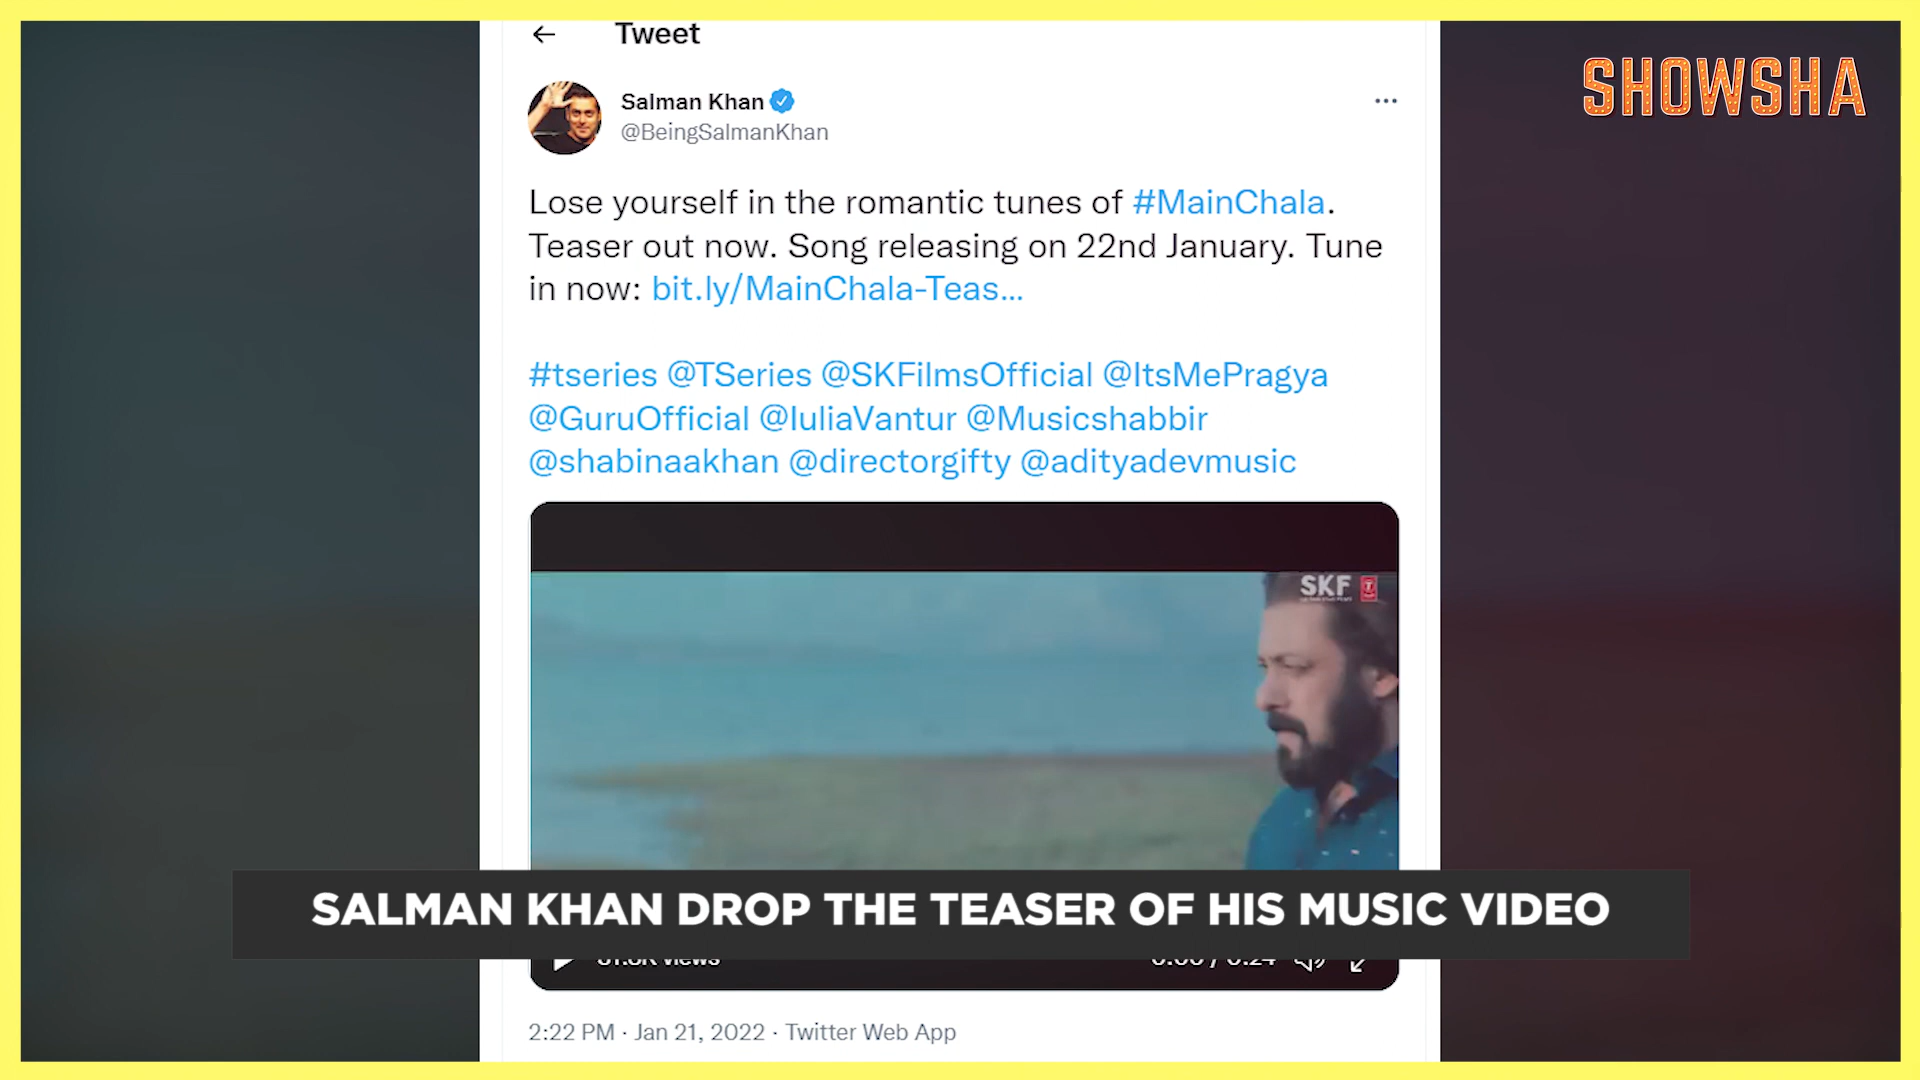 Tweet
SHOWSHA
Salman Khan
@BeingSalmanKhan
Lose yourself in the romantic tunes of #MainChala.
Teaser out now. Song releasing on 22nd January. Tune
in now: bit.ly/MainChala-Teas...
#tseries @TSeries @SKFilmsOfficial @ItsMePragya
@GuruOfficial @IuliaVantur @Musicshabbir
@shabinaakhan @directorgifty @adityadevmusic
SKF
SALMAN KHAN DROP THE TEASER OF HIS MUSIC VIDEO
views
2:22 PM · Jan 21, 2022 · Twitter Web App